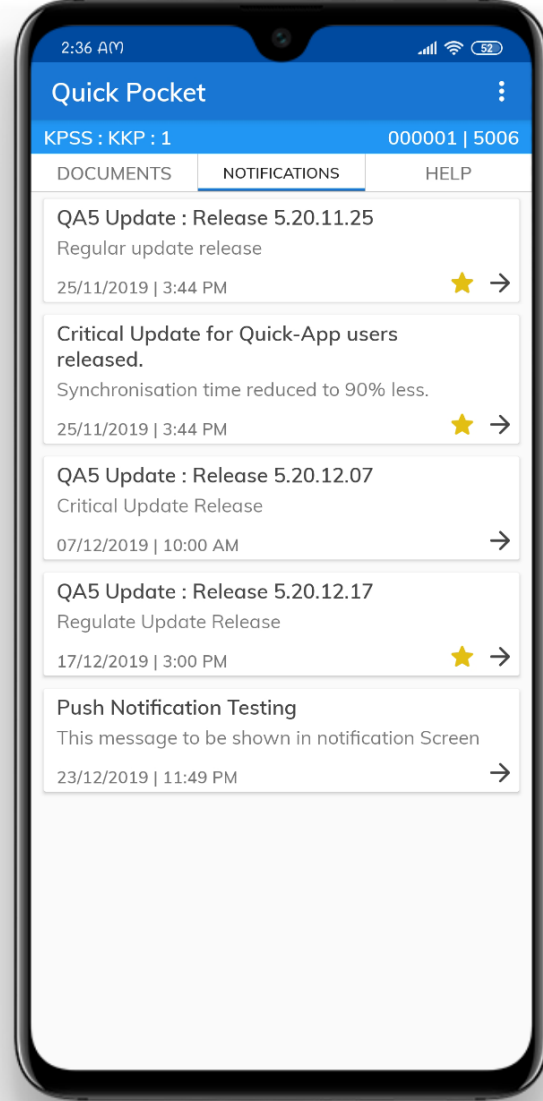 2:36 AM
52
Quick Pocket
KPSS : KKP : 1 000001 | 5006
DOCUMENTS NOTIFICATIONS HELP
QA5 Update : Release 5.20.11.25
Regular update release
25/11/2019 | 3:44 PM
Critical Update for Quick-App users
released.
Synchronisation time reduced to 90% less.
25/11/2019 | 3:44 PM
QA5 Update : Release 5.20.12.07
Critical Update Release
07/12/2019 | 10:00 AM
QA5 Update : Release 5.20.12.17
Regulate Update Release
17/12/2019 | 3:00 PM
Push Notification Testing
This message to be shown in notification Screen
23/12/2019 | 11:49 PM